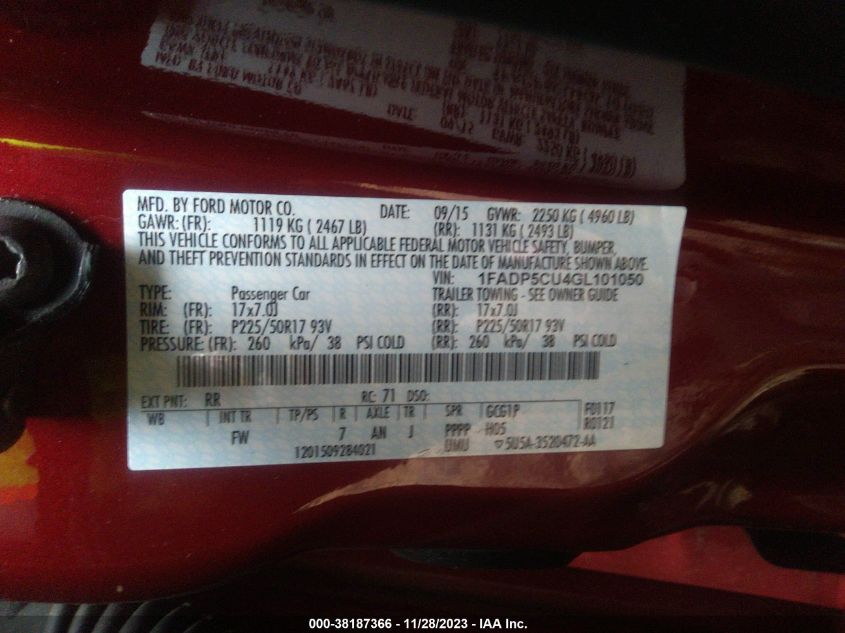 MFD. BY FORD MOTOR CO. DATE: 09/15 GVWR: 2250 KG ( 4960 LB)
GAWR: (FR): 1119 KG ( 2467 LB) (RR): 1131 KG ( 2493 LB)
THIS VEHICLE CONFORMS TO ALL APPLICABLE FEDERAL MOTOR VEHICLE SAFETY, BUMPER,
AND THEFT PREVENTION STANDARDS IN EFFECT ON THE DATE OF MANUFACTURE SHOWN ABOVE.
VIN: 1FADP5CU4GL101050
TYPE: Passenger Car TRAILER TOWING - SEE OWNER GUIDE
RIM: (FR): 17x7.0J (RR): 17x7.0J
TIRE: (FR): P225/50R17 93V (RR): P225/50R17 93V
PRESSURE: (FR): 260 kPa/ 38 PSI COLD (RR): 260 kPa/ 38 PSI COLD
EXT PNT: RR RC: 71 DSO:
WB INT TR TP/PS R AXLE TR SPR GCG1P F0117
FW 7 AN J PPPP H05 R0121
1201509284021 UMU 5U5A-3520472-AA
000-38187366 - 11/28/2023 - IAA Inc.